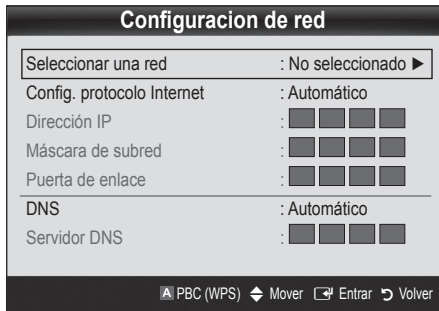 Configuracion de red
Seleccionar una red : No seleccionado ▶
Config. protocolo Internet : Automático
Dirección IP :
Máscara de subred :
Puerta de enlace :
DNS : Automático
Servidor DNS :
A PBC (WPS) Mover Entrar Volver